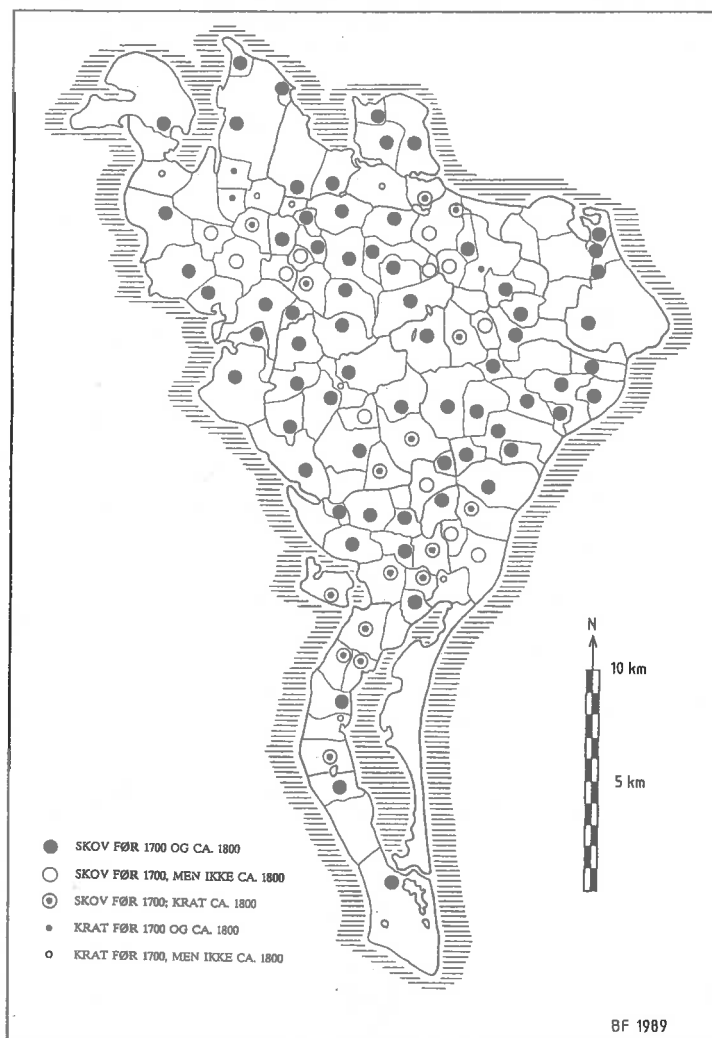 N
10 km
5 km
SKOV FØR 1700 OG CA. 1800
SKOV FØR 1700, MEN IKKE CA. 1800
SKOV FØR 1700; KRAT CA. 1800
KRAT FØR 1700 OG CA. 1800
KRAT FØR 1700, MEN IKKE CA. 1800
BF 1989